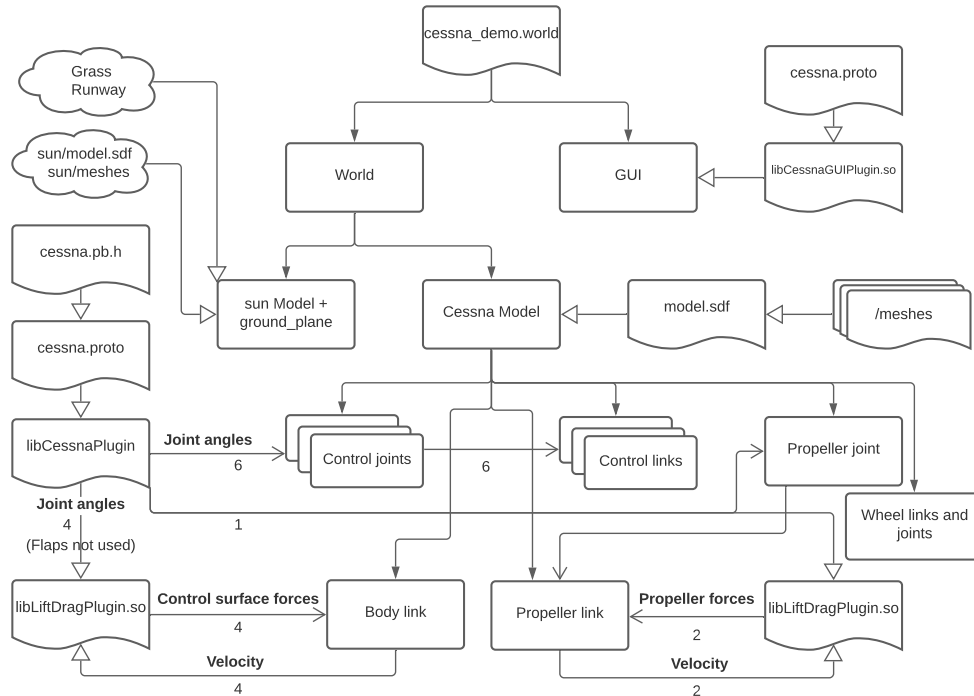 cessna_demo.world
Grass
Runway
cessna.proto
sun/model.sdf
sun/meshes
World
GUI
libCessnaGUIPlugin.so
cessna.pb.h
sun Model +
ground_plane
Cessna Model
model.sdf
/meshes
cessna.proto
libCessnaPlugin
Joint angles
6
Control joints
6
Control links
Propeller joint
Joint angles
4
(Flaps not used)
1
Wheel links and
joints
libLiftDragPlugin.so
Control surface forces
4
Body link
Propeller link
Propeller forces
2
libLiftDragPlugin.so
Velocity
4
Velocity
2